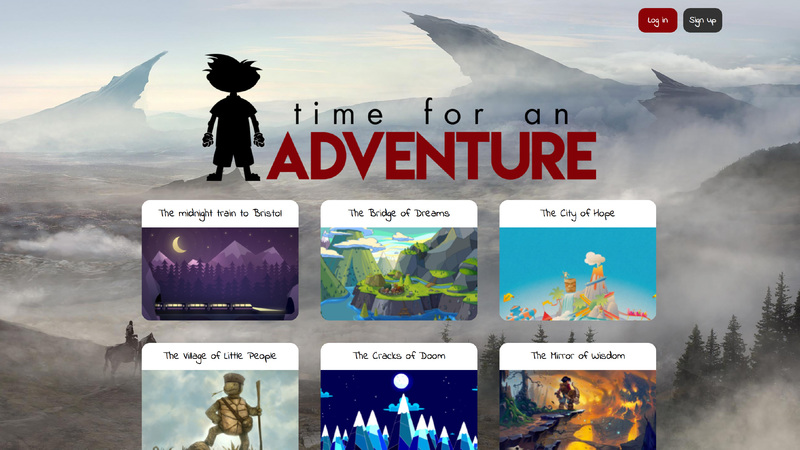 Log in
Sign Up
time for an
ADVENTURE
The midnight train to Bristol
The Bridge of Dreams
The City of Hope
The Village of Little People
The Cracks of Doom
The Mirror of Wisdom